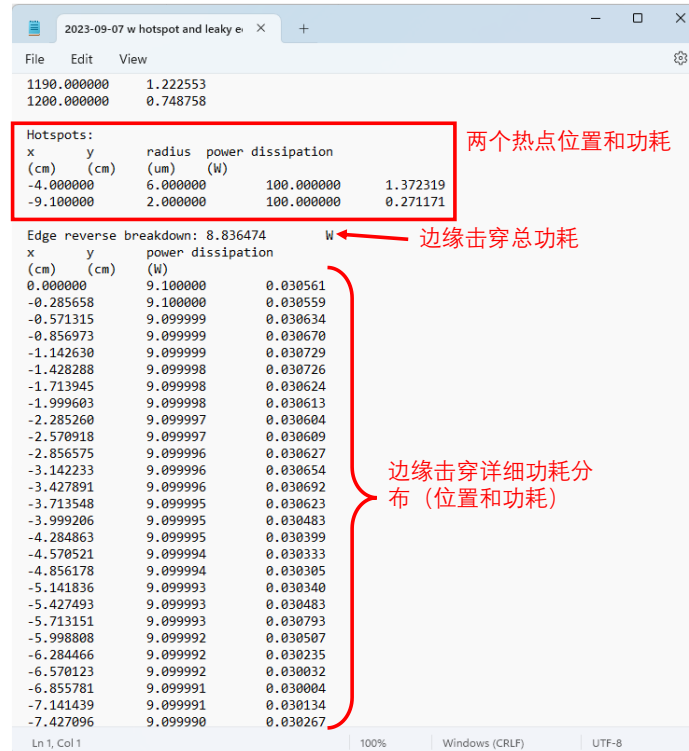 2023-09-07 w hotspot and leaky e
File Edit View
1190.000000 1.222553
1200.000000 0.748758
Hotspots:
x y radius power dissipation
(cm) (cm) (um) (W)
-4.000000 6.000000 100.000000 1.372319
-9.100000 2.000000 100.000000 0.271171
两个热点位置和功耗
Edge reverse breakdown: 8.836474 W
边缘击穿总功耗
x y power dissipation
(cm) (cm) (W)
0.000000 9.100000 0.030561
-0.285658 9.100000 0.030559
-0.571315 9.099999 0.030634
-0.856973 9.099999 0.030670
-1.142630 9.099999 0.030729
-1.428288 9.099998 0.030726
-1.713945 9.099998 0.030624
-1.999603 9.099998 0.030613
-2.285260 9.099997 0.030604
-2.570918 9.099997 0.030609
-2.856575 9.099996 0.030627
-3.142233 9.099996 0.030654
-3.427891 9.099996 0.030692
-3.713548 9.099995 0.030623
-3.999206 9.099995 0.030483
-4.284863 9.099995 0.030399
-4.570521 9.099994 0.030333
-4.856178 9.099994 0.030305
-5.141836 9.099993 0.030340
-5.427493 9.099993 0.030483
-5.713151 9.099993 0.030793
-5.998808 9.099992 0.030507
-6.284466 9.099992 0.030235
-6.570123 9.099992 0.030032
-6.855781 9.099991 0.030004
-7.141439 9.099991 0.030134
-7.427096 9.099990 0.030267
边缘击穿详细功耗分
布（位置和功耗）
Ln 1, Col 1 100% Windows (CRLF) UTF-8